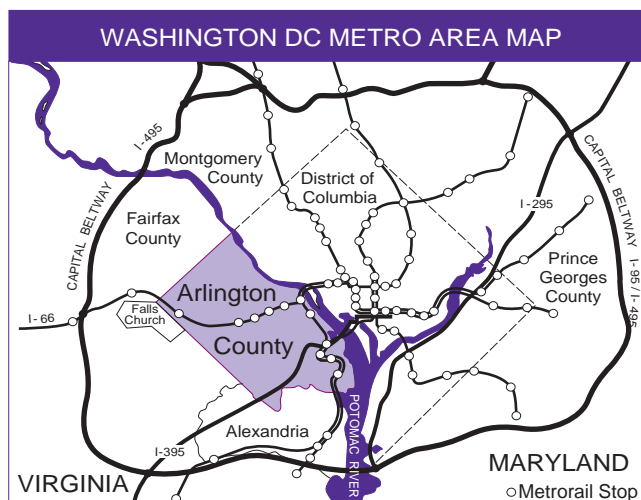 WASHINGTON DC METRO AREA MAP
I-495
Montgomery
County
District of
Columbia
CAPITAL BELTWAY
I-295
Fairfax
County
CAPITAL BELTWAY
Prince
Georges
County
I-95 / I-495
Arlington
County
Falls
Church
I-66
POTOMAC RIVER
Alexandria
I-395
VIRGINIA
MARYLAND
Metrorail Stop